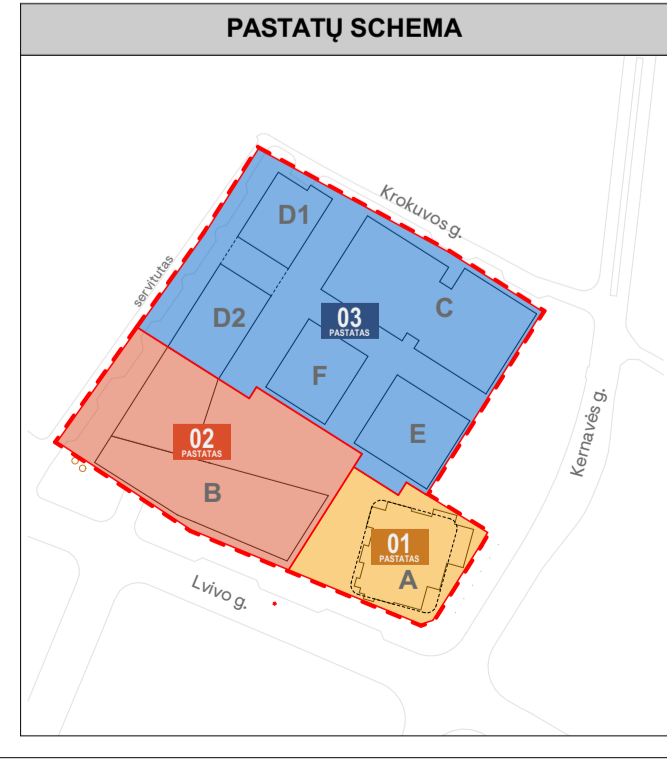 PASTATŲ SCHEMA
Krokuvos g.
D1
servitutas
C
03
PASTATAS
D2
F
Kernavės g.
E
02
PASTATAS
B
01
PASTATAS
A
Lvivo g.